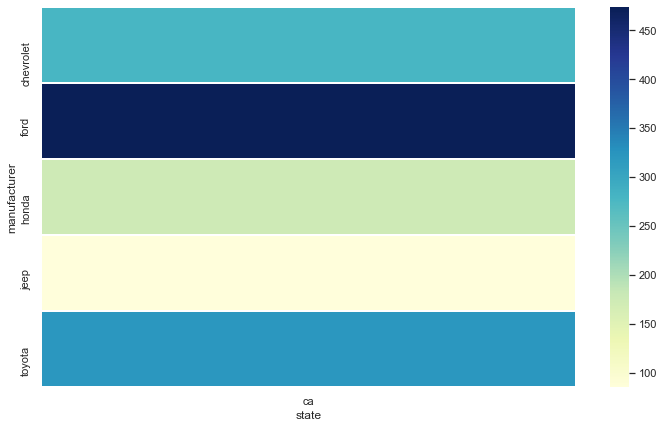 manufacturer
chevrolet
ford
honda
jeep
toyota
ca
state
450
400
350
300
250
200
150
100